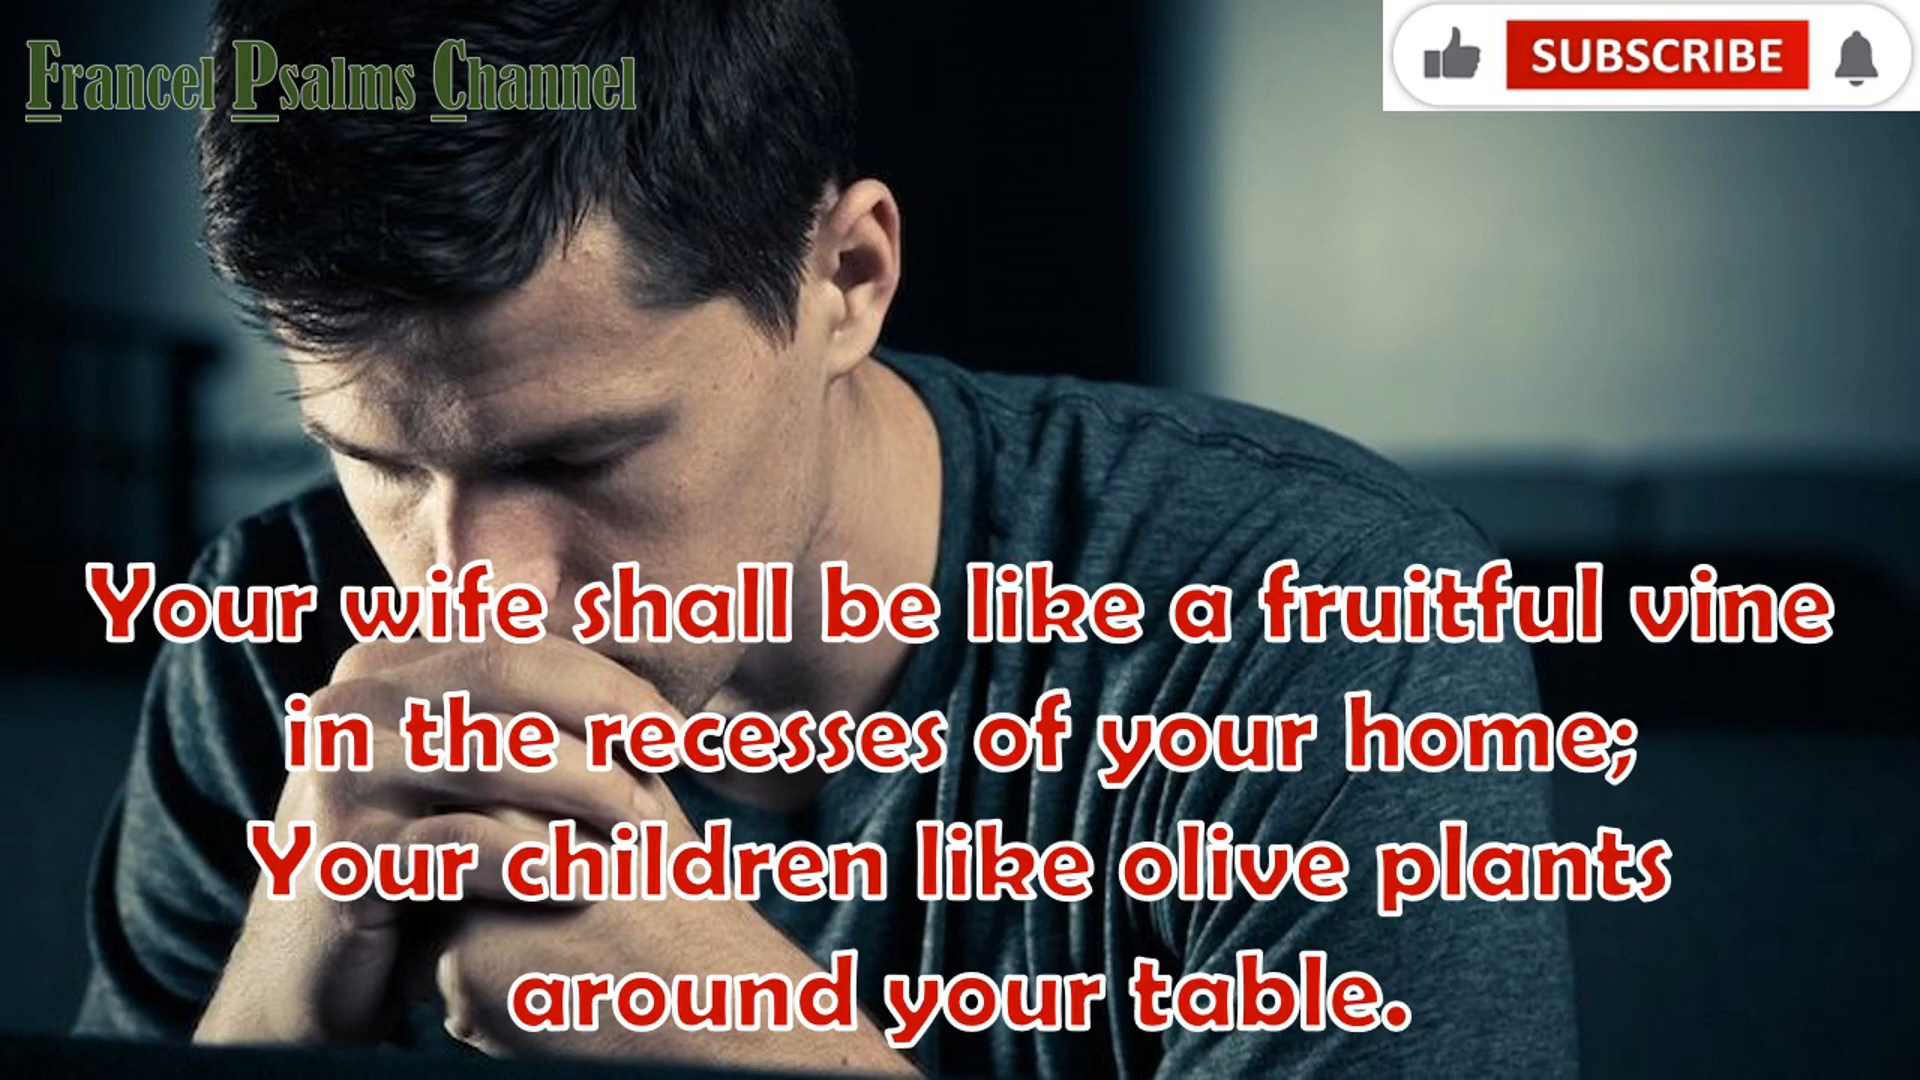 Francel Psalms Channel
SUBSCRIBE
Your wife shall be like a fruitful vine
in the recesses of your home;
Your children like olive plants
around your table.